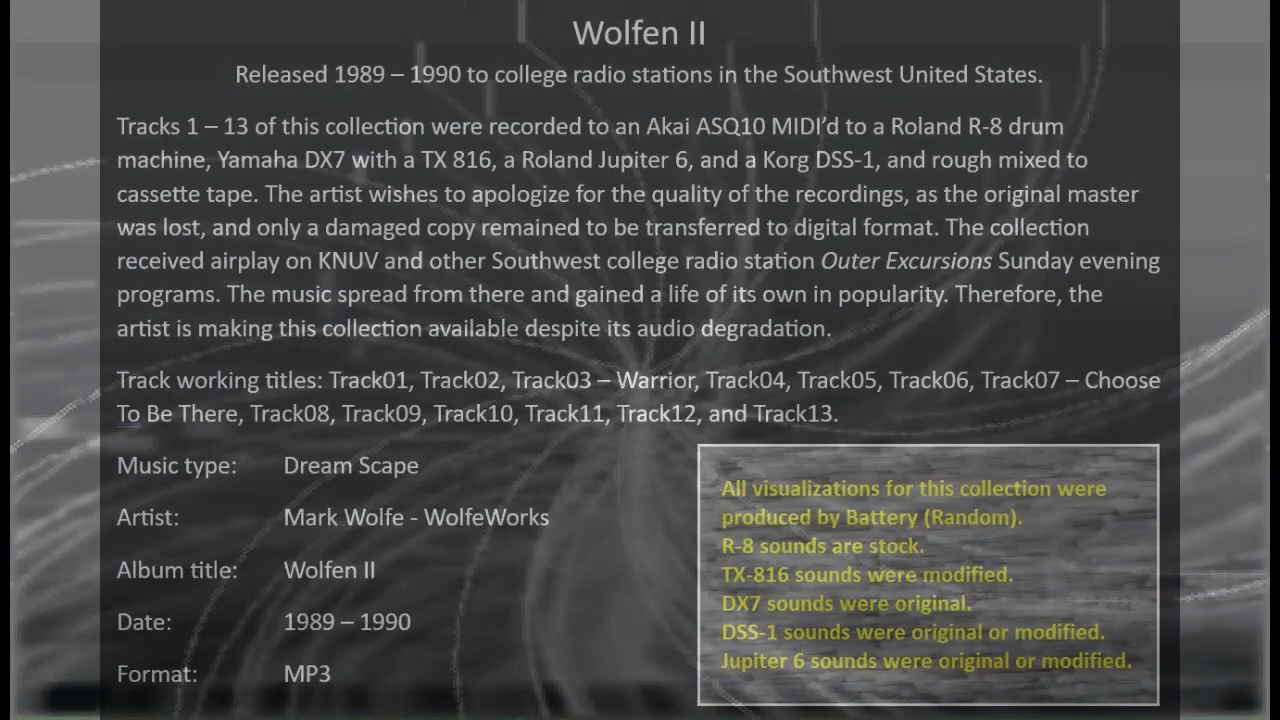 Wolfen II
Released 1989 – 1990 to college radio stations in the Southwest United States.
Tracks 1 – 13 of this collection were recorded to an Akai ASQ10 MIDI’d to a Roland R-8 drum
machine, Yamaha DX7 with a TX 816, a Roland Jupiter 6, and a Korg DSS-1, and rough mixed to
cassette tape. The artist wishes to apologize for the quality of the recordings, as the original master
was lost, and only a damaged copy remained to be transferred to digital format. The collection
received airplay on KNUV and other Southwest college radio station Outer Excursions Sunday evening
programs. The music spread from there and gained a life of its own in popularity. Therefore, the
artist is making this collection available despite its audio degradation.
Track working titles: Track01, Track02, Track03 – Warrior, Track04, Track05, Track06, Track07 – Choose
To Be There, Track08, Track09, Track10, Track11, Track12, and Track13.
Music type: Dream Scape
Artist: Mark Wolfe - WolfeWorks
Album title: Wolfen II
Date: 1989 – 1990
Format: MP3
All visualizations for this collection were
produced by Battery (Random).
R-8 sounds are stock.
TX-816 sounds were modified.
DX7 sounds were original.
DSS-1 sounds were original or modified.
Jupiter 6 sounds were original or modified.